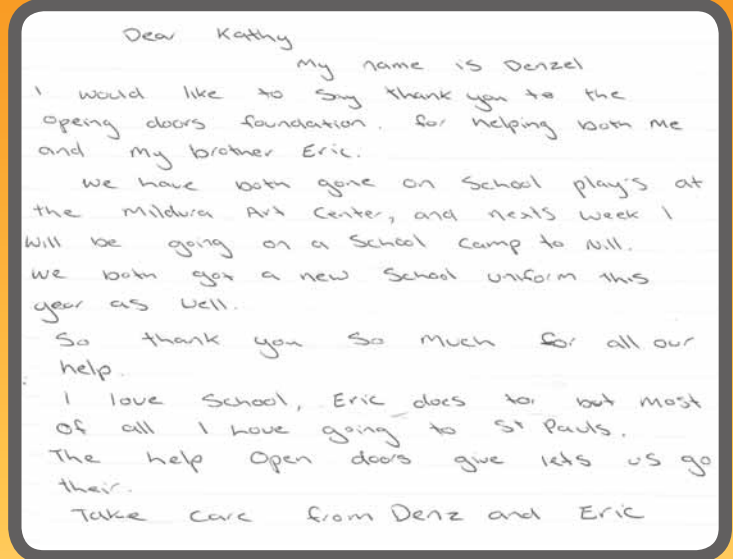 Dear Kathy
My name is Denzel
I would like to say thank you to the
opeing doors foundation. for helping both me
and my brother Eric.
we have both gone on School play's at
the Mildura Art Center, and nexts week I
will be going on a School camp to Nill.
we both got a new School uniform this
year as well.
So thank you so much for all our
help.
I love School, Eric does to, but most
of all I love going to St Pauls.
The help Open doors give lets us go
their.
Take care from Denz and Eric